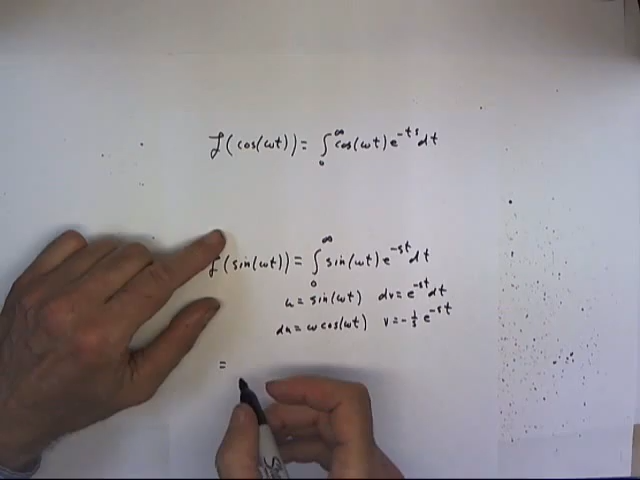 ℒ(cos(ωt)) = ∫₀^∞ cos(ωt) e^{-ts} dt
ℒ(sin(ωt)) = ∫₀^∞ sin(ωt) e^{-st} dt
u = sin(ωt) dv = e^{-st} dt
du = ω cos(ωt) v = -1/s e^{-st}
=